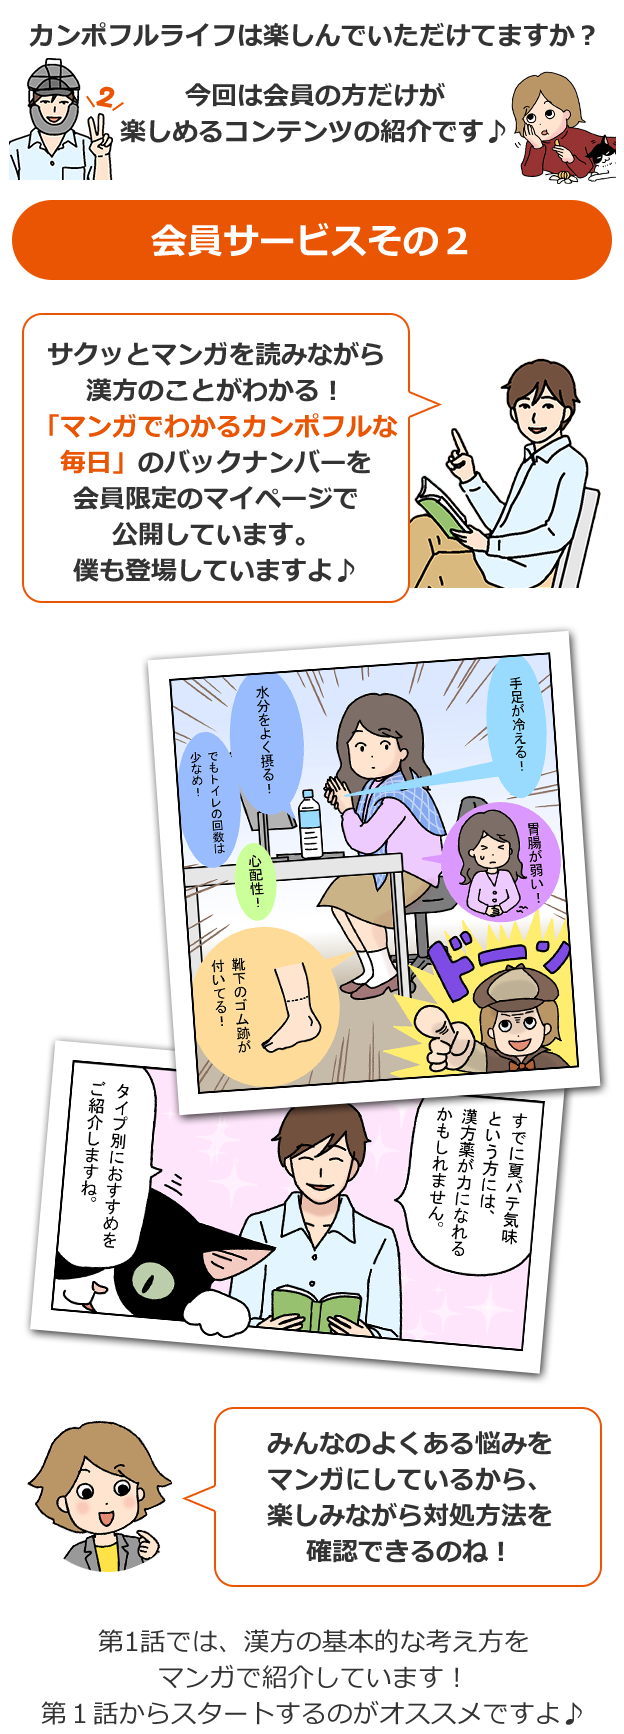 カンポフルライフは楽しんでいただけてますか？
2
今回は会員の方だけが
楽しめるコンテンツの紹介です♪
会員サービスその２
サクッとマンガを読みながら
漢方のことがわかる！
「マンガでわかるカンポフルな
毎日」のバックナンバーを
会員限定のマイページで
公開しています。
僕も登場していますよ♪
手足が冷える！
水分をよく摂る！
でもトイレの回数は
少なめ！
胃腸が弱い！
心配性！
靴下のゴム跡が
付いてる！
ドーン
すでに夏バテ気味
という方には、
漢方薬が力になれる
かもしれません。
タイプ別におすすめを
ご紹介しますね。
みんなのよくある悩みを
マンガにしているから、
楽しみながら対処方法を
確認できるのね！
第1話では、漢方の基本的な考え方を
マンガで紹介しています！
第１話からスタートするのがオススメですよ♪